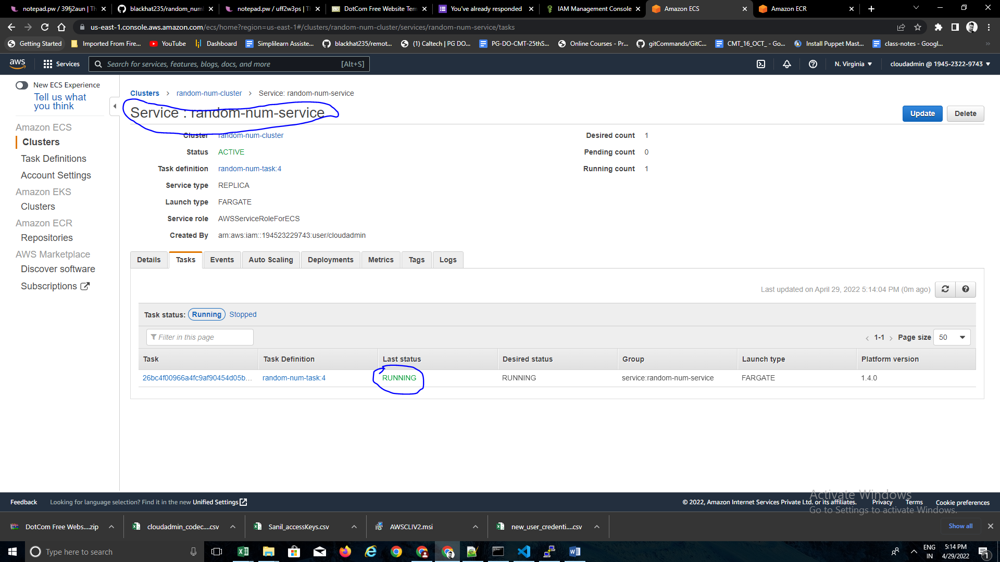 notepad.pw / 39fj2aun | Th
blackhat235/random_num
notepad.pw / uff2w3ps | Th
DotCom Free Website Tem
You've already responded
IAM Management Console
Amazon ECS
Amazon ECR
us-east-1.console.aws.amazon.com/ecs/home?region=us-east-1#/clusters/random-num-cluster/services/random-num-service/tasks
Getting Started
Imported From Fire...
YouTube
Dashboard
Simplilearn Assiste...
blackhat235/remot...
(1) Caltech | PG DO...
PG-DO-CMT-25thS...
Online Courses - Pr...
gitCommands/GitC...
CMT_16_OCT_ - Go...
Install Puppet Mast...
class-notes - Googl...
aws
Services
Search for services, features, blogs, docs, and more
[Alt+S]
N. Virginia
cloudadmin @ 1945-2322-9743
New ECS Experience
Tell us what
you think
Amazon ECS
Clusters
Task Definitions
Account Settings
Amazon EKS
Clusters
Amazon ECR
Repositories
AWS Marketplace
Discover software
Subscriptions
Clusters > random-num-cluster > Service: random-num-service
Service : random-num-service
Update
Delete
Cluster random-num-cluster
Status ACTIVE
Task definition random-num-task:4
Service type REPLICA
Launch type FARGATE
Service role AWSServiceRoleForECS
Created By arn:aws:iam::194523229743:user/cloudadmin
Desired count 1
Pending count 0
Running count 1
Details
Tasks
Events
Auto Scaling
Deployments
Metrics
Tags
Logs
Last updated on April 29, 2022 5:14:04 PM (0m ago)
Task status: Running Stopped
Filter in this page
1-1
Page size 50
Task Task Definition Last status Desired status Group Launch type Platform version
26bc4f00966a4fc9af90454d05b... random-num-task:4 RUNNING RUNNING service:random-num-service FARGATE 1.4.0
Activate Windows
Go to Settings to activate Windows.
Feedback
Looking for language selection? Find it in the new Unified Settings
© 2022, Amazon Internet Services Private Ltd. or its affiliates.
Privacy
Terms
Cookie preferences
DotCom Free Webs....zip
cloudadmin_codec....csv
Sanil_accessKeys.csv
AWSCLIV2.msi
new_user_credenti....csv
Show all
Type here to search
ENG
IN
5:14 PM
4/29/2022
1